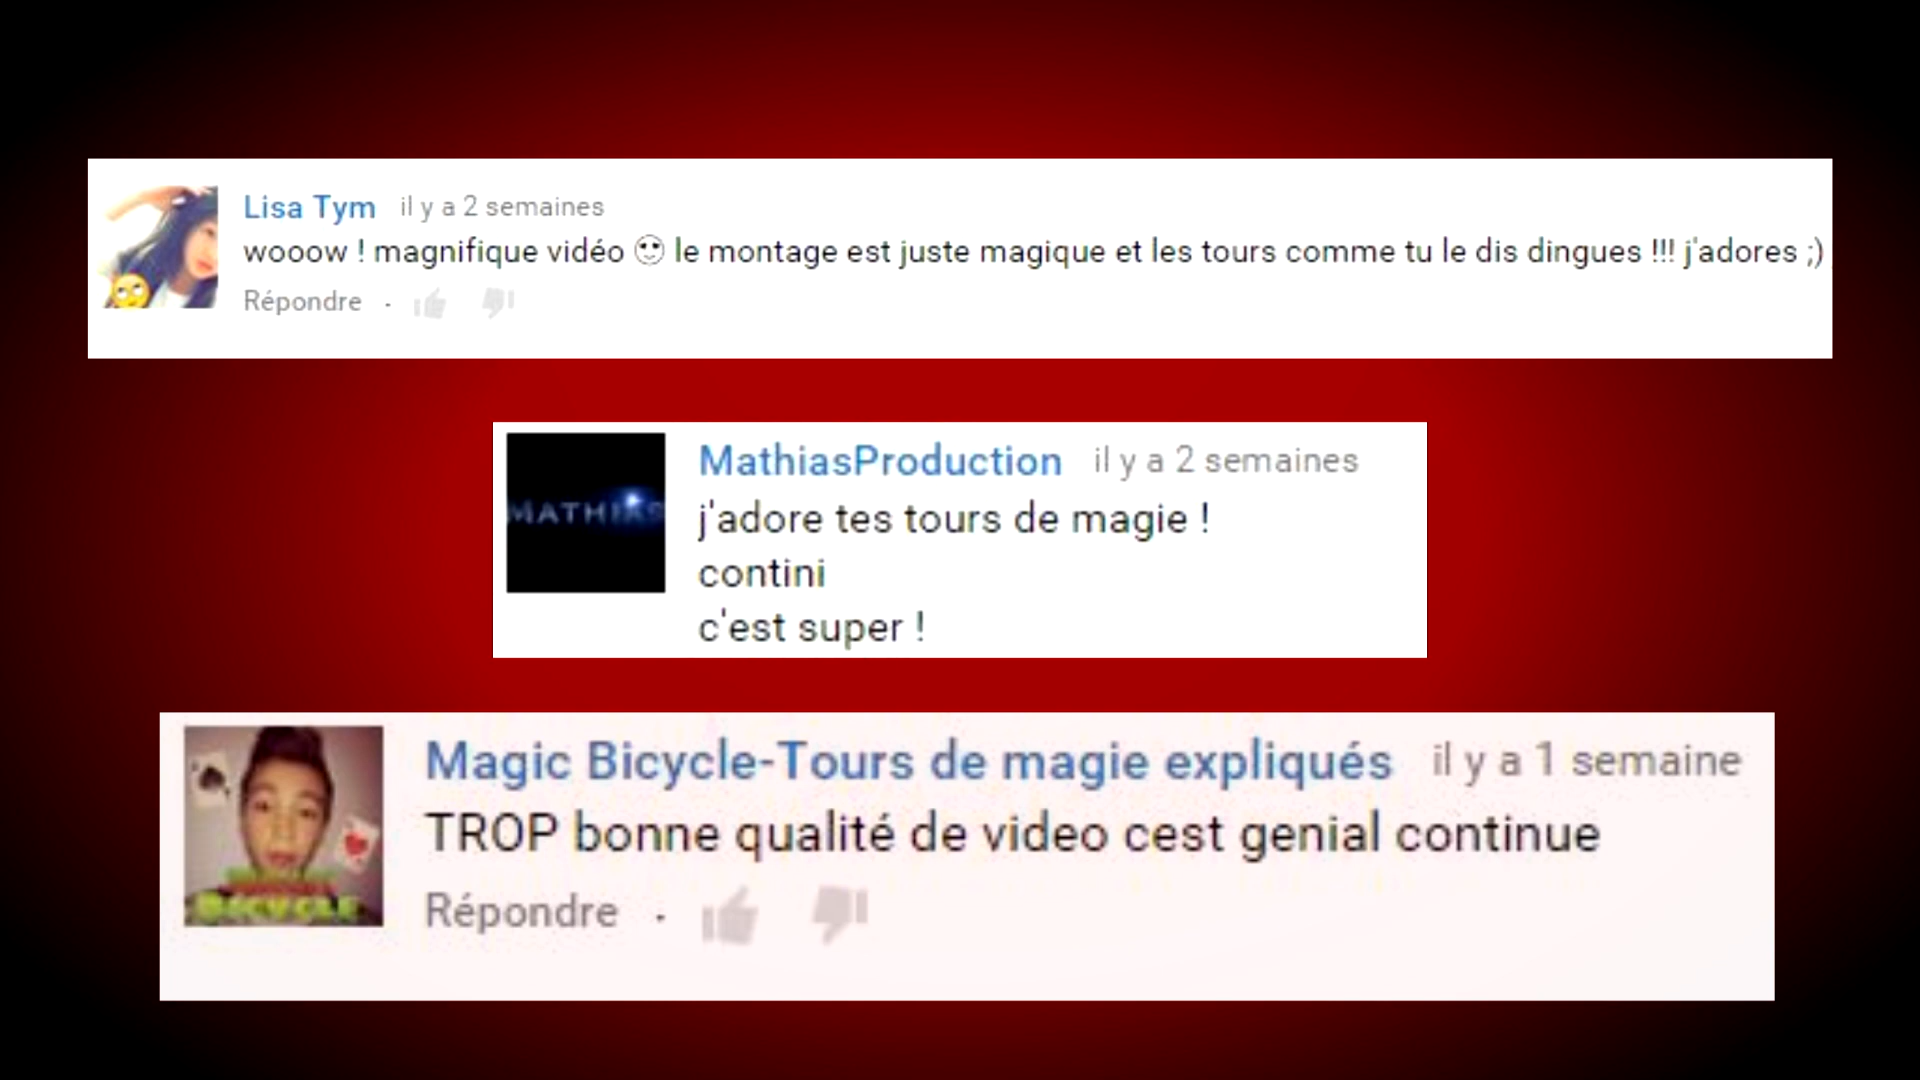 Lisa Tym il y a 2 semaines
wooow ! magnifique vidéo 🙂 le montage est juste magique et les tours comme tu le dis dingues !!! j'adores ;)
Répondre ·
MATHIAS
MathiasProduction il y a 2 semaines
j'adore tes tours de magie !
contini
c'est super !
Magic Bicycle-Tours de magie expliqués il y a 1 semaine
TROP bonne qualité de video cest genial continue
BICYCLE
Répondre ·